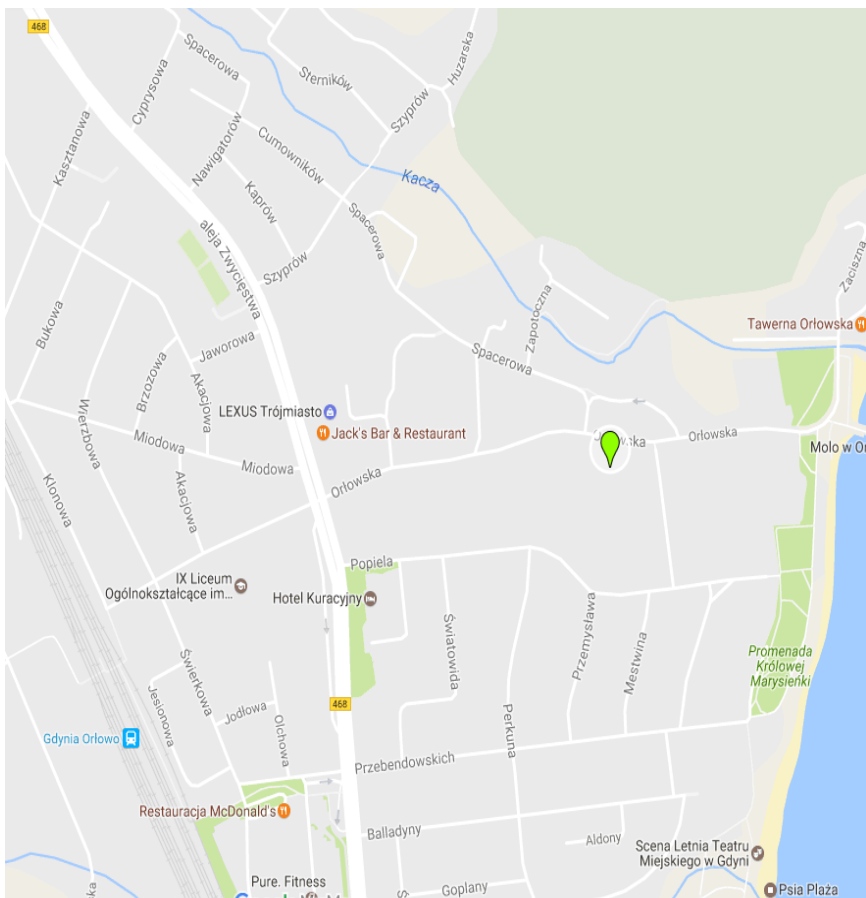 468
Spacerowa
Sterników
Huzarska
Cyprysowa
Szyprów
Kasztanowa
Nawigatorów
Cumowników
Kacza
Kaprów
Spacerowa
aleja Zwycięstwa
Szyprów
Zaciszna
Zapotoczna
Bukowa
Tawerna Orłowska
Jaworowa
Spacerowa
Brzozowa
Akacjowa
LEXUS Trójmiasto
Wierzbowa
Jack's Bar & Restaurant
Miodowa
Orłowska
Molo w Or
Miodowa
Klonowa
Akacjowa
Orłowska
Popiela
IX Liceum
Ogólnokształcące im...
Hotel Kuracyjny
Światowida
Przemysława
Mestwina
Promenada
Królowej
Marysieńki
Świerkowa
Jesionowa
468
Jodłowa
Olchowa
Perkuna
Gdynia Orłowo
Przebendowskich
Restauracja McDonald's
Balladyny
Aldony
Scena Letnia Teatru
Miejskiego w Gdyni
Pure. Fitness
Goplany
Psia Plaża